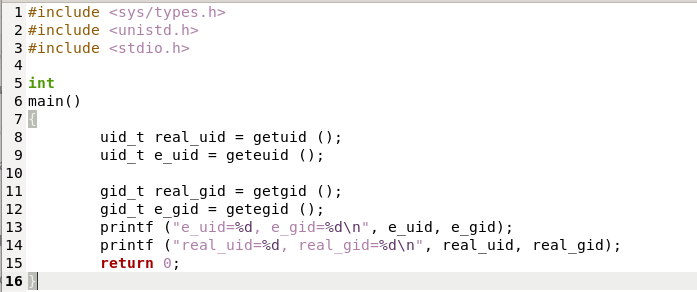 1 #include <sys/types.h>
2 #include <unistd.h>
3 #include <stdio.h>
4
5 int
6 main()
7 {
8         uid_t real_uid = getuid ();
9         uid_t e_uid = geteuid ();
10
11         gid_t real_gid = getgid ();
12         gid_t e_gid = getegid ();
13         printf ("e_uid=%d, e_gid=%d\n", e_uid, e_gid);
14         printf ("real_uid=%d, real_gid=%d\n", real_uid, real_gid);
15         return 0;
16 }